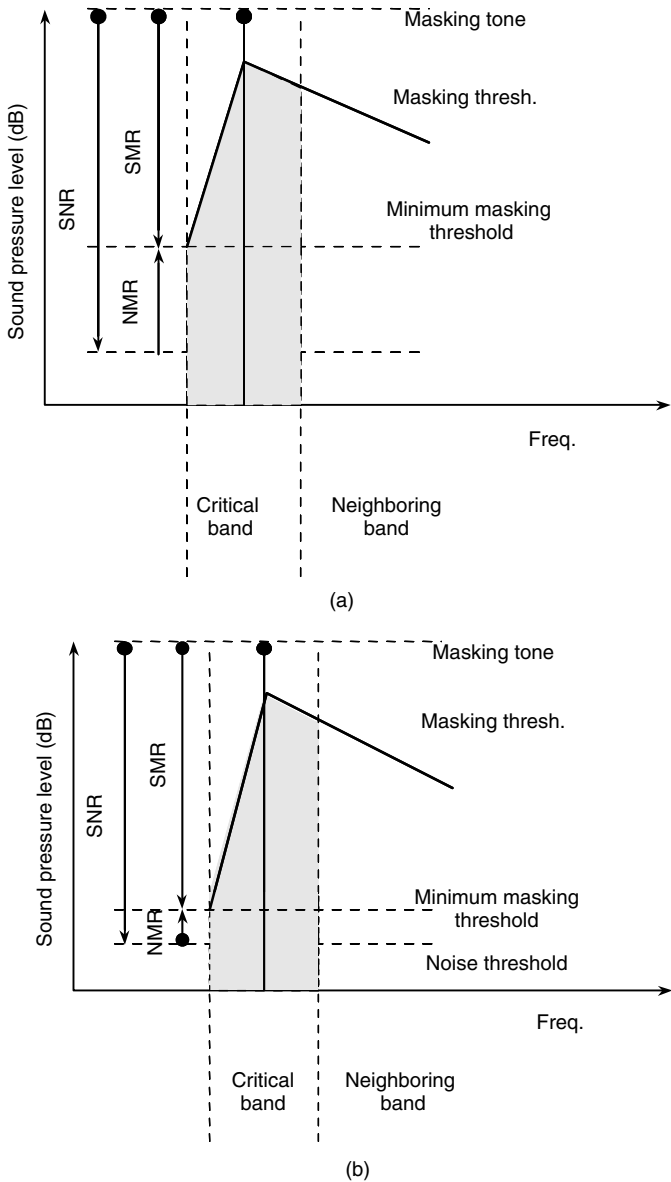 Masking tone
Masking thresh.
Sound pressure level (dB)
SNR
SMR
NMR
Minimum masking
threshold
Freq.
Critical
band
Neighboring
band
(a)
Masking tone
Masking thresh.
Sound pressure level (dB)
SNR
SMR
NMR
Minimum masking
threshold
Noise threshold
Freq.
Critical
band
Neighboring
band
(b)